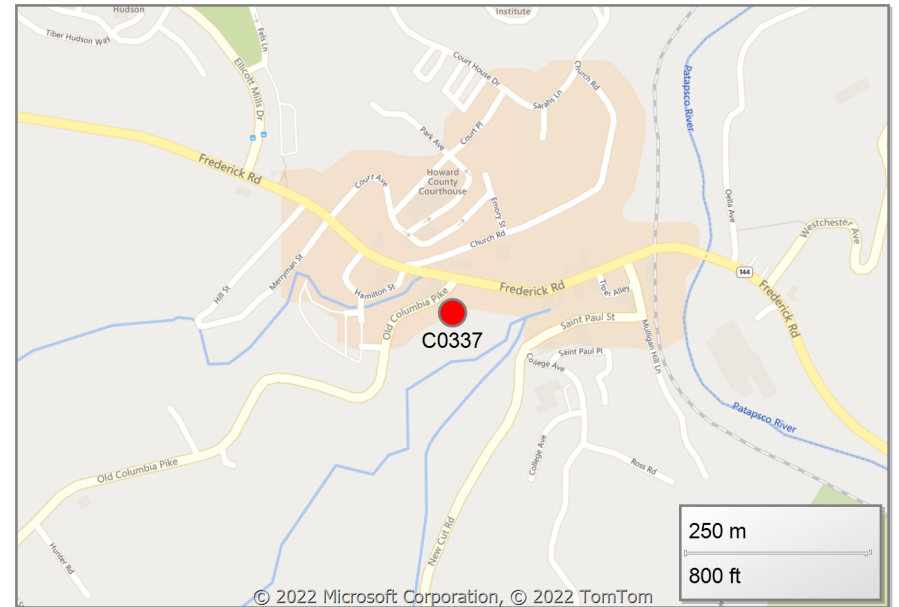 Hudson
Institute
Tiber Hudson Way
Fels Ln
Ellicott Mills Dr
Court House Dr
Church Rd
Sarahs Ln
Patapsco River
Park Ave
Court Pl
Frederick Rd
Court Ave
Howard
County
Courthouse
Emory St
Oella Ave
Westchester Ave
Church Rd
Merryman St
Hill St
144
Hamilton St
Old Columbia Pike
Frederick Rd
Tiger Alley
Frederick Rd
Saint Paul St
Mulligan Hill Ln
C0337
Saint Paul Pl
College Ave
Patapsco River
College Ave
Ross Rd
Old Columbia Pike
New Cut Rd
Hunter Rd
250 m
800 ft
© 2022 Microsoft Corporation, © 2022 TomTom